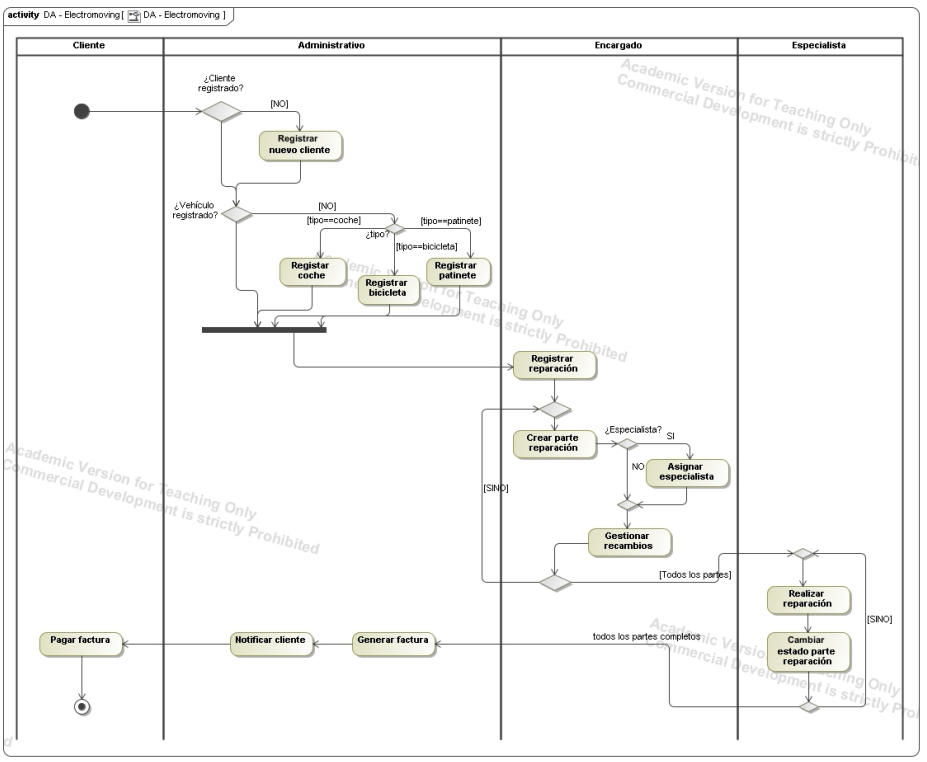 activity DA - Electromoving [ DA - Electromoving ]
Cliente
Administrativo
Encargado
Especialista
Academic Version for Teaching Only
Commercial Development is strictly Prohibit
¿Cliente
registrado?
[NO]
Registrar
nuevo cliente
¿Vehículo
registrado?
[NO]
[tipo==coche]
¿tipo?
[tipo==patinete]
[tipo==bicicleta]
Registar
coche
Registrar
bicicleta
Registrar
patinete
Academic Version for Teaching Only
Commercial Development is strictly Prohibited
Registrar
reparación
Crear parte
reparación
¿Especialista?
SI
NO
Asignar
especialista
[SINO]
Gestionar
recambios
[Todos los partes]
Academic Version for Teaching Only
Commercial Development is strictly Prohibited
Realizar
reparación
[SINO]
Cambiar
estado parte
reparación
todos los partes completos
Generar factura
Notificar cliente
Pagar factura
Academic Version for Teaching Only
Commercial Development is strictly Pro